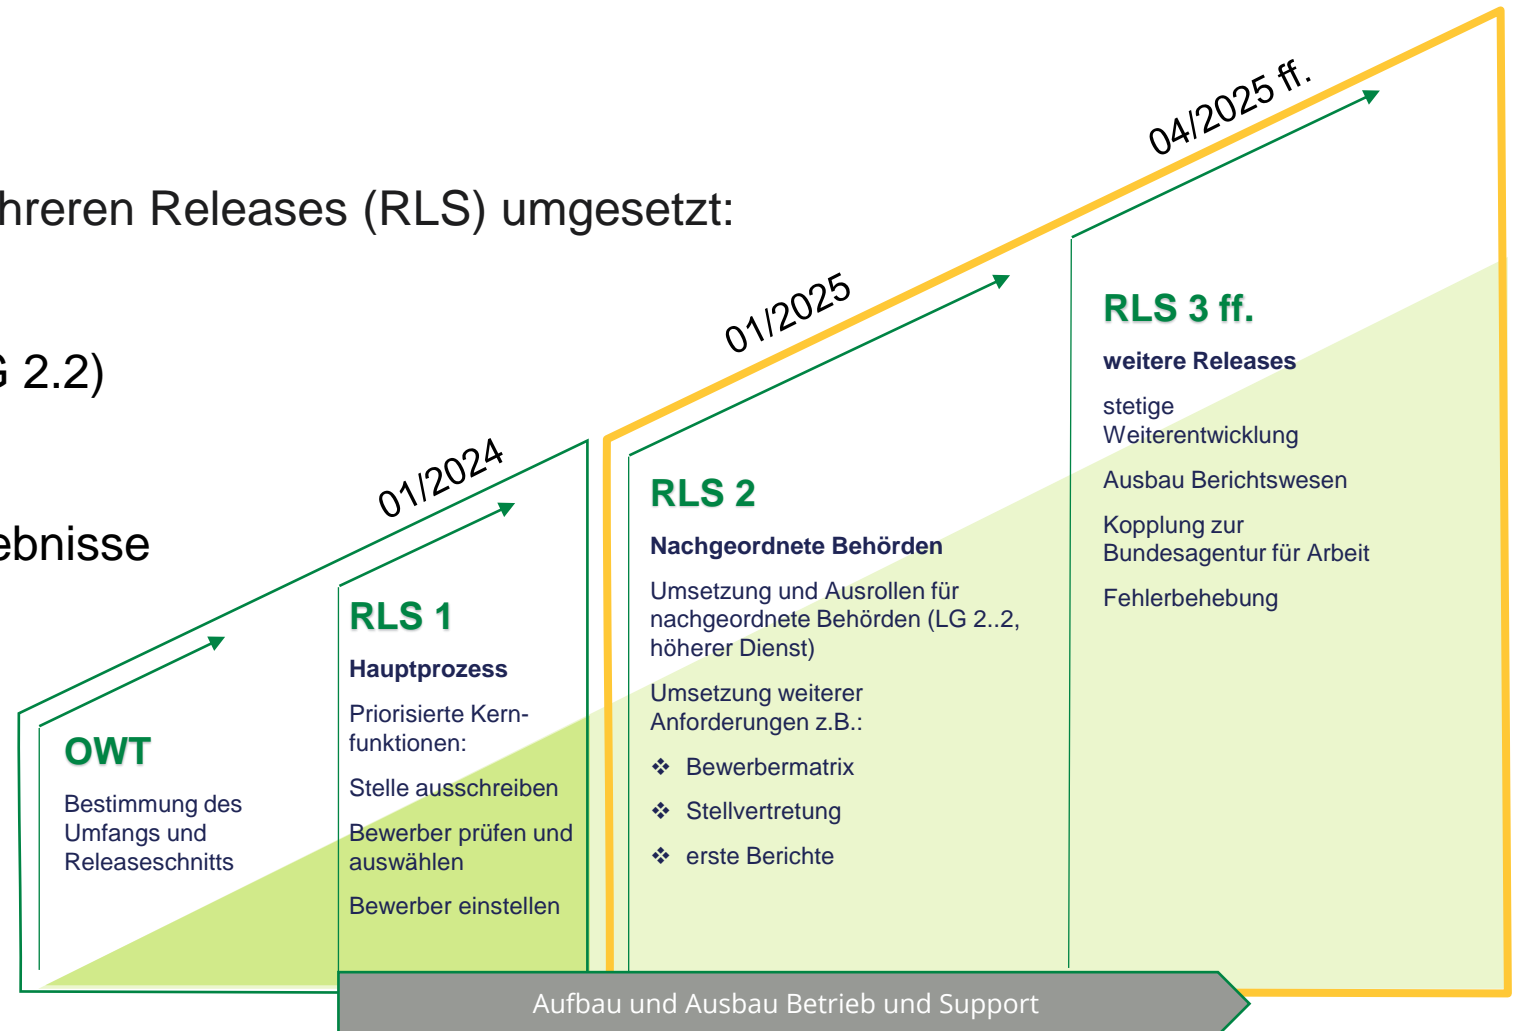 hreren Releases (RLS) umgesetzt:
2.2)
ebnisse
OWT
Bestimmung des
Umfangs und
Releaseschnitts
01/2024
RLS 1
Hauptprozess
Priorisierte Kern-
funktionen:
Stelle ausschreiben
Bewerber prüfen und
auswählen
Bewerber einstellen
01/2025
RLS 2
Nachgeordnete Behörden
Umsetzung und Ausrollen für
nachgeordnete Behörden (LG 2..2,
höherer Dienst)
Umsetzung weiterer
Anforderungen z.B.:
❖ Bewerbermatrix
❖ Stellvertretung
❖ erste Berichte
04/2025 ff.
RLS 3 ff.
weitere Releases
stetige
Weiterentwicklung
Ausbau Berichtswesen
Kopplung zur
Bundesagentur für Arbeit
Fehlerbehebung
Aufbau und Ausbau Betrieb und Support